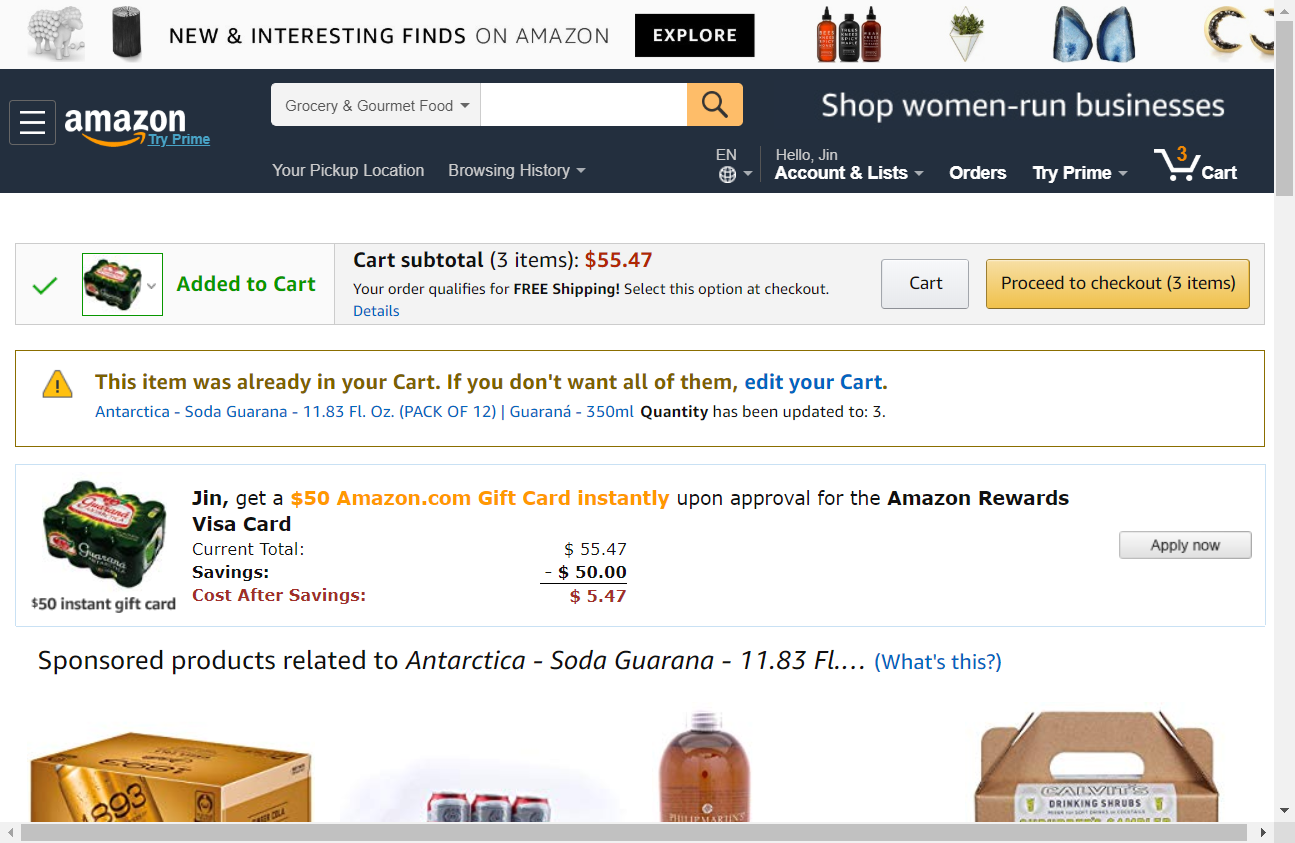 NEW & INTERESTING FINDS ON AMAZON EXPLORE
Grocery & Gourmet Food
Shop women-run businesses
amazon
Try Prime
Your Pickup Location Browsing History
EN
Hello, Jin
Account & Lists
Orders
Try Prime
3
Cart
Added to Cart
Cart subtotal (3 items): $55.47
Your order qualifies for FREE Shipping! Select this option at checkout.
Details
Cart
Proceed to checkout (3 items)
This item was already in your Cart. If you don't want all of them, edit your Cart.
Antarctica - Soda Guarana - 11.83 Fl. Oz. (PACK OF 12) | Guaraná - 350ml Quantity has been updated to: 3.
Jin, get a $50 Amazon.com Gift Card instantly upon approval for the Amazon Rewards
Visa Card
Current Total: $ 55.47
Savings: - $ 50.00
Cost After Savings: $ 5.47
Apply now
$50 instant gift card
Sponsored products related to Antarctica - Soda Guarana - 11.83 Fl.... (What's this?)
1893
PHILIP MARTIN'S
CALVIT'S
DRINKING SHRUBS